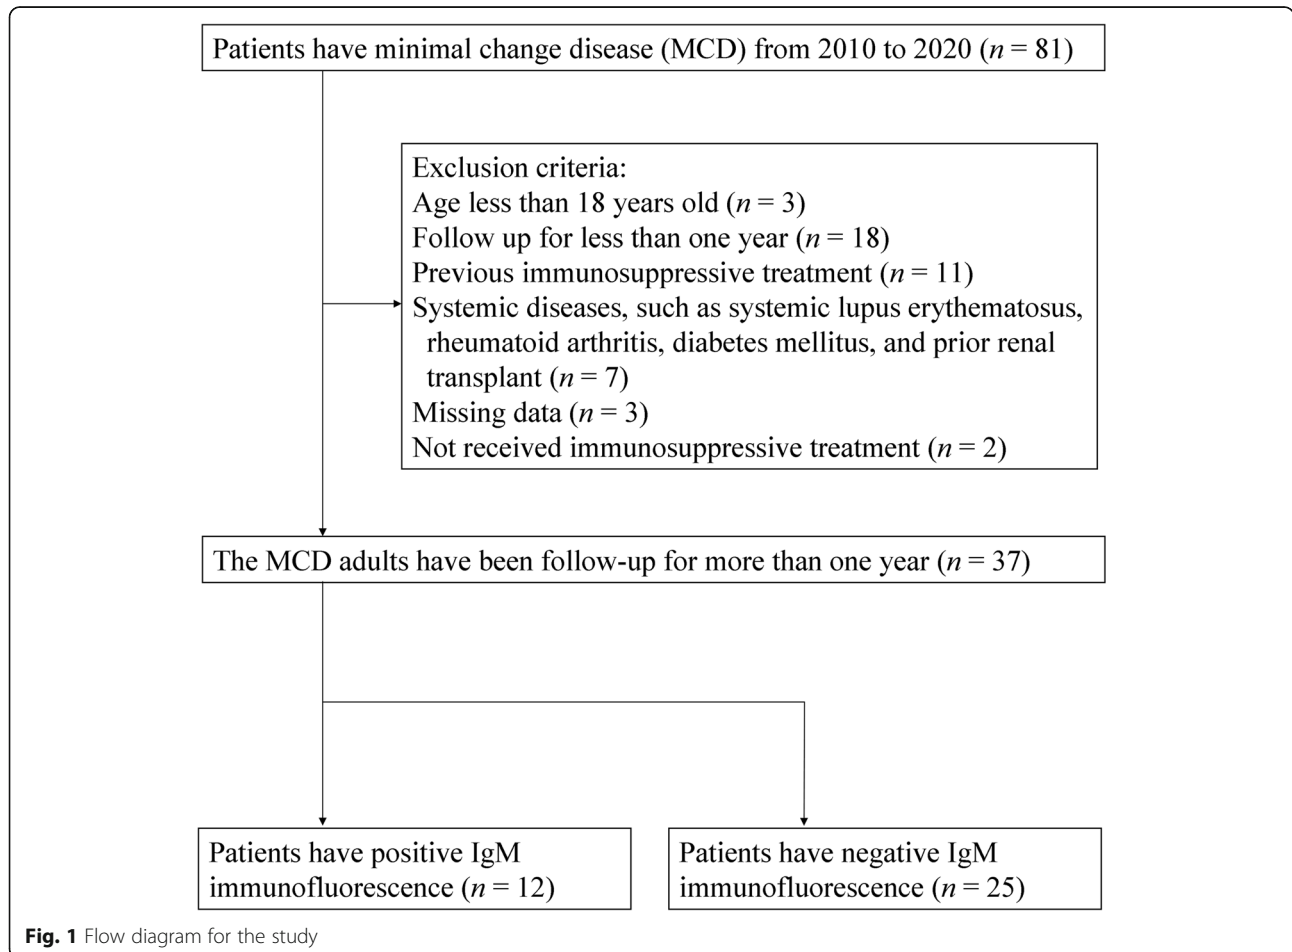 Patients have minimal change disease (MCD) from 2010 to 2020 (n = 81)
Exclusion criteria:
Age less than 18 years old (n = 3)
Follow up for less than one year (n = 18)
Previous immunosuppressive treatment (n = 11)
Systemic diseases, such as systemic lupus erythematosus,
rheumatoid arthritis, diabetes mellitus, and prior renal
transplant (n = 7)
Missing data (n = 3)
Not received immunosuppressive treatment (n = 2)
The MCD adults have been follow-up for more than one year (n = 37)
Patients have positive IgM
immunofluorescence (n = 12)
Patients have negative IgM
immunofluorescence (n = 25)
Fig. 1 Flow diagram for the study